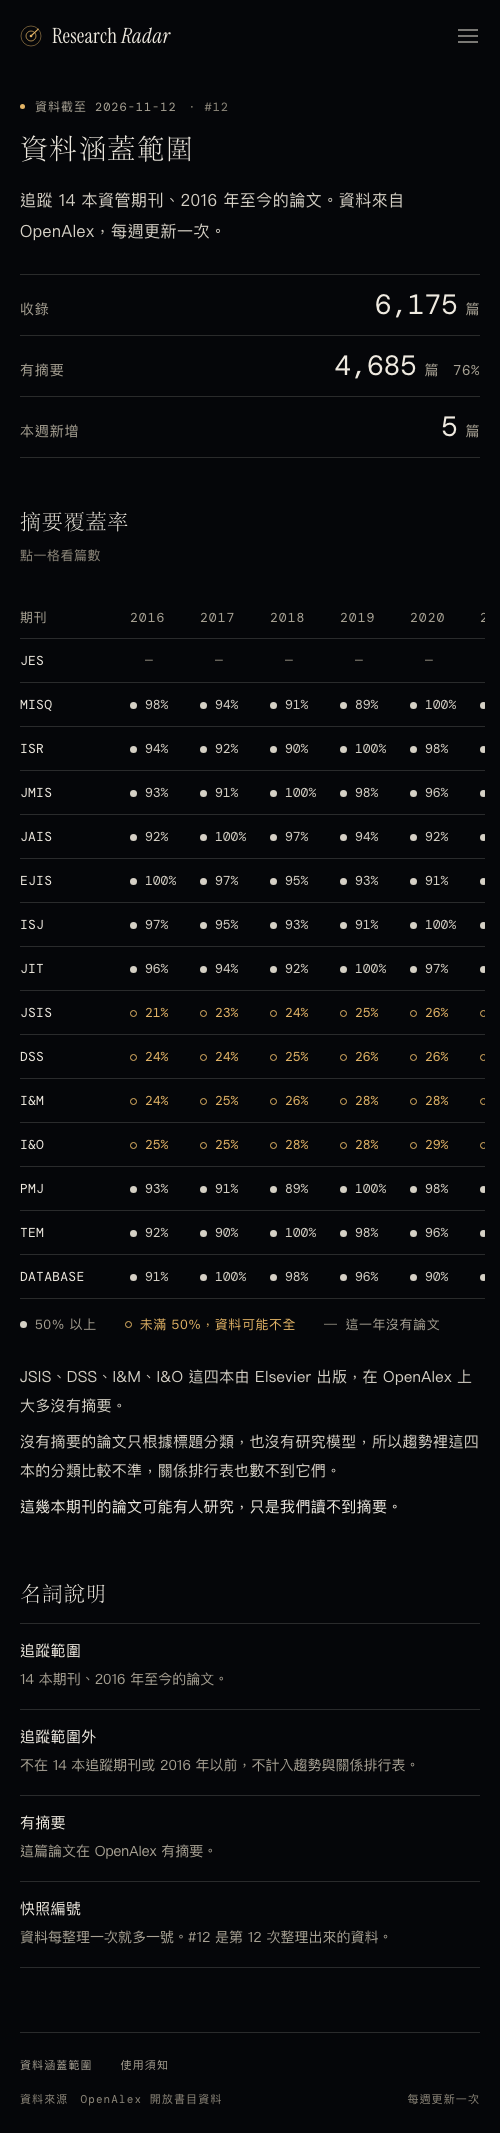 Research Radar
資料截至 2026-11-12 · #12
資料涵蓋範圍
追蹤 14 本資管期刊、2016 年至今的論文。資料來自
OpenAlex，每週更新一次。
收錄 6,175 篇
有摘要 4,685 篇 76%
本週新增 5 篇
摘要覆蓋率
點一格看篇數
期刊 2016 2017 2018 2019 2020 2
JES — — — — —
MISQ 98% 94% 91% 89% 100%
ISR 94% 92% 90% 100% 98%
JMIS 93% 91% 100% 98% 96%
JAIS 92% 100% 97% 94% 92%
EJIS 100% 97% 95% 93% 91%
ISJ 97% 95% 93% 91% 100%
JIT 96% 94% 92% 100% 97%
JSIS 21% 23% 24% 25% 26%
DSS 24% 24% 25% 26% 26%
I&M 24% 25% 26% 28% 28%
I&O 25% 25% 28% 28% 29%
PMJ 93% 91% 89% 100% 98%
TEM 92% 90% 100% 98% 96%
DATABASE 91% 100% 98% 96% 90%
50% 以上 未滿 50%，資料可能不全 — 這一年沒有論文
JSIS、DSS、I&M、I&O 這四本由 Elsevier 出版，在 OpenAlex 上
大多沒有摘要。
沒有摘要的論文只根據標題分類，也沒有研究模型，所以趨勢裡這四
本的分類比較不準，關係排行表也數不到它們。
這幾本期刊的論文可能有人研究，只是我們讀不到摘要。
名詞說明
追蹤範圍
14 本期刊、2016 年至今的論文。
追蹤範圍外
不在 14 本追蹤期刊或 2016 年以前，不計入趨勢與關係排行表。
有摘要
這篇論文在 OpenAlex 有摘要。
快照編號
資料每整理一次就多一號。#12 是第 12 次整理出來的資料。
資料涵蓋範圍 使用須知
資料來源 OpenAlex 開放書目資料 每週更新一次